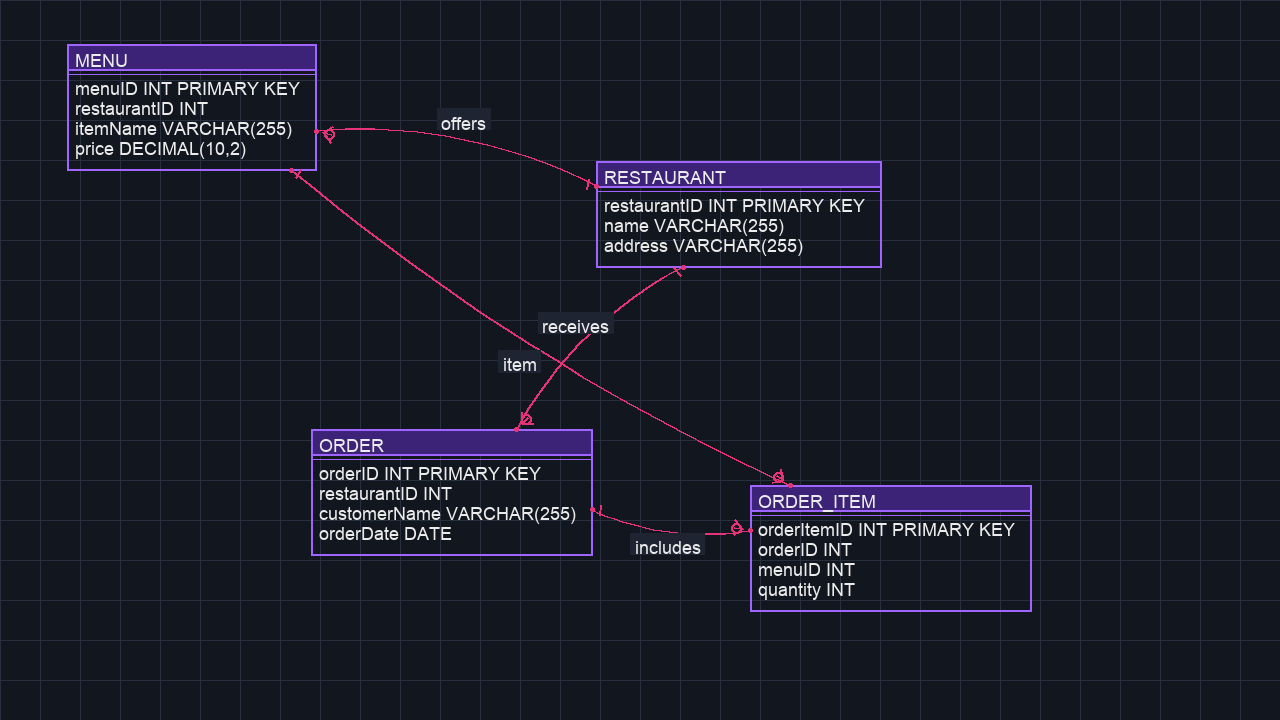 MENU
menuID INT PRIMARY KEY
restaurantID INT
itemName VARCHAR(255)
price DECIMAL(10,2)
offers
RESTAURANT
restaurantID INT PRIMARY KEY
name VARCHAR(255)
address VARCHAR(255)
receives
item
ORDER
orderID INT PRIMARY KEY
restaurantID INT
customerName VARCHAR(255)
orderDate DATE
includes
ORDER_ITEM
orderItemID INT PRIMARY KEY
orderID INT
menuID INT
quantity INT